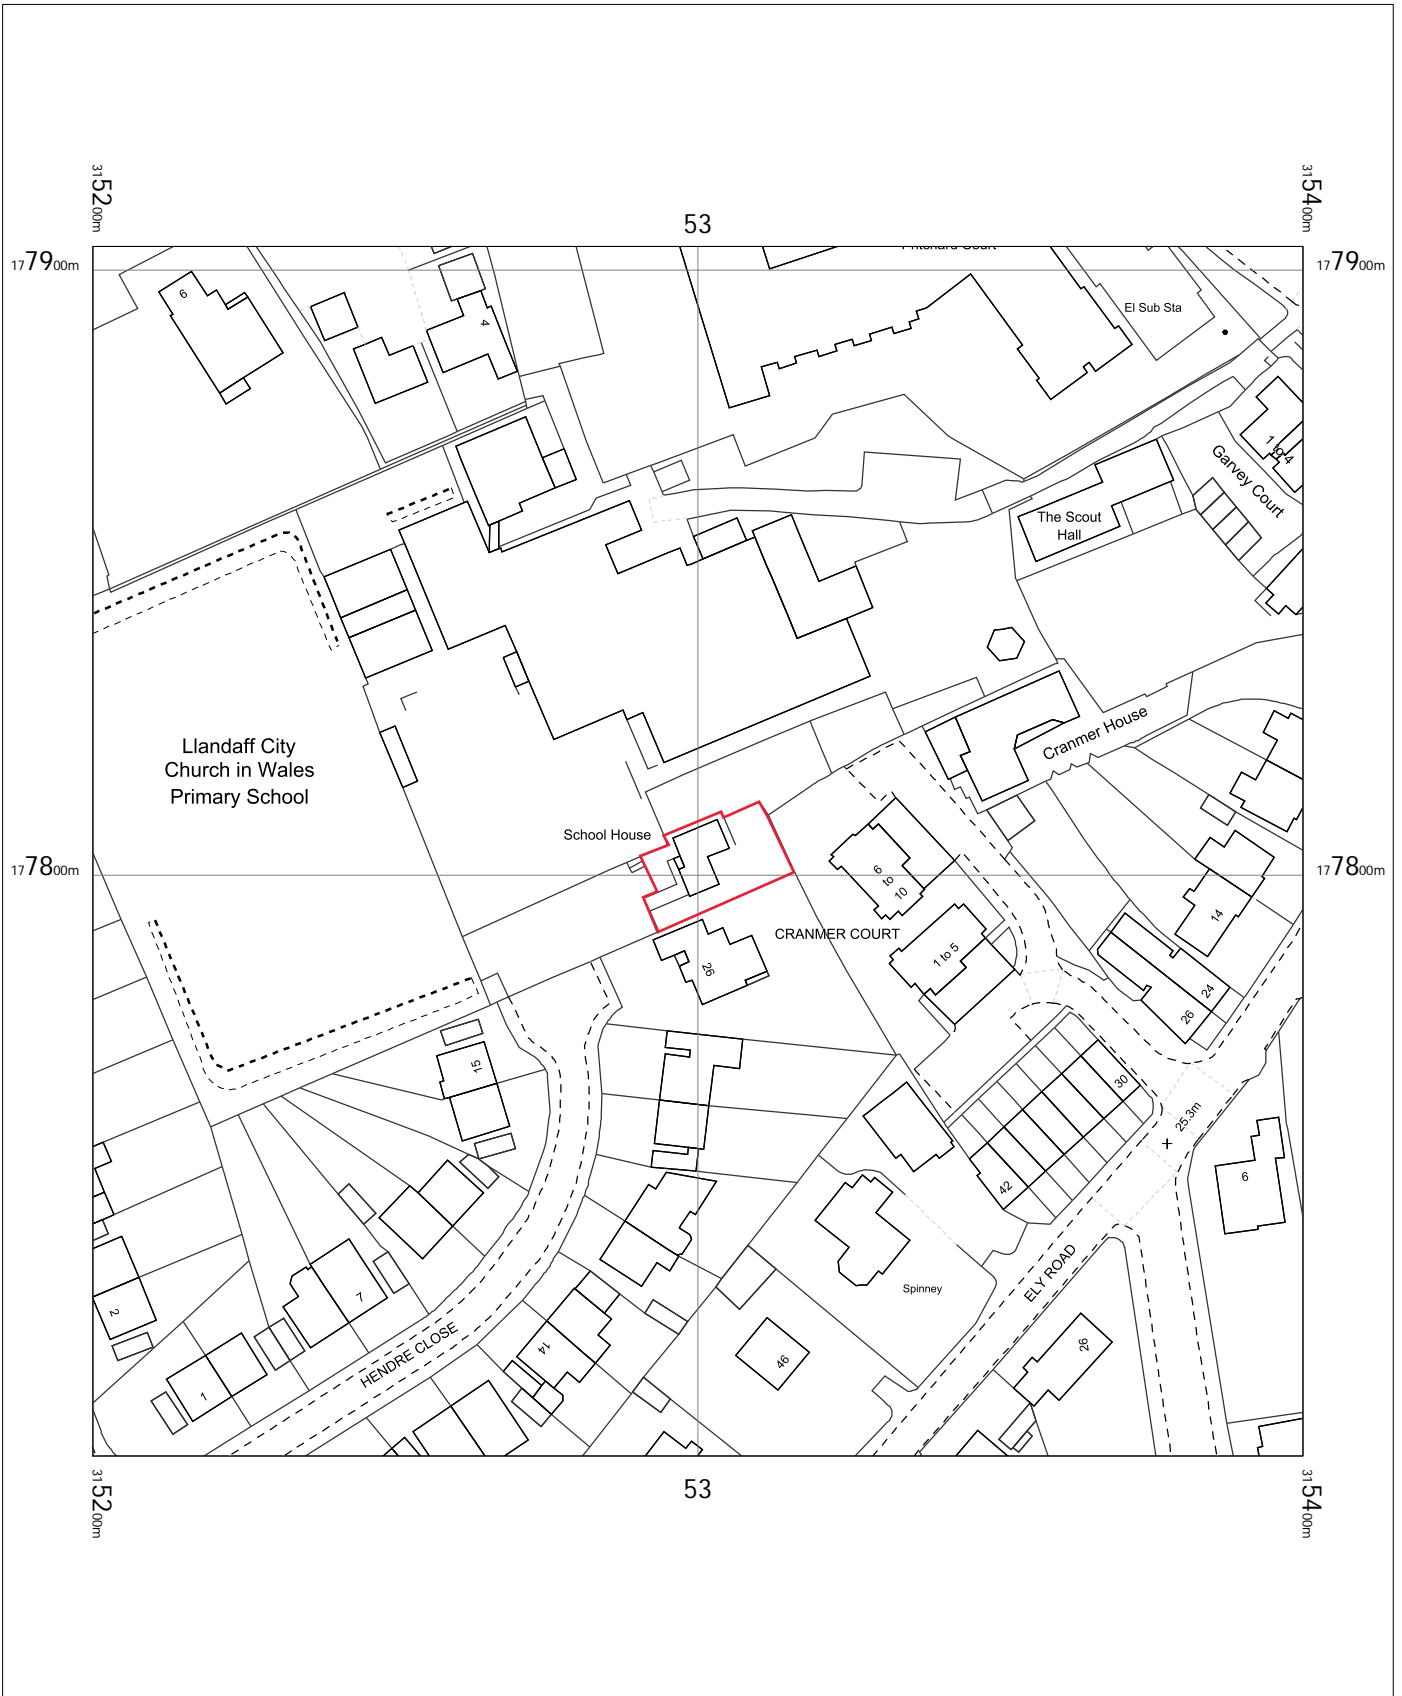 315200m
53
315400m
177900m
177900m
Pritchard Court
El Sub Sta
6
4
1 to 4
Garvey Court
The Scout
Hall
Cranmer House
Llandaff City
Church in Wales
Primary School
School House
177800m
177800m
6
to
10
CRANMER COURT
1 to 5
14
26
24
26
15
30
25.3m
42
6
2
7
ELY ROAD
Spinney
HENDRE CLOSE
14
46
26
1
315200m
53
315400m